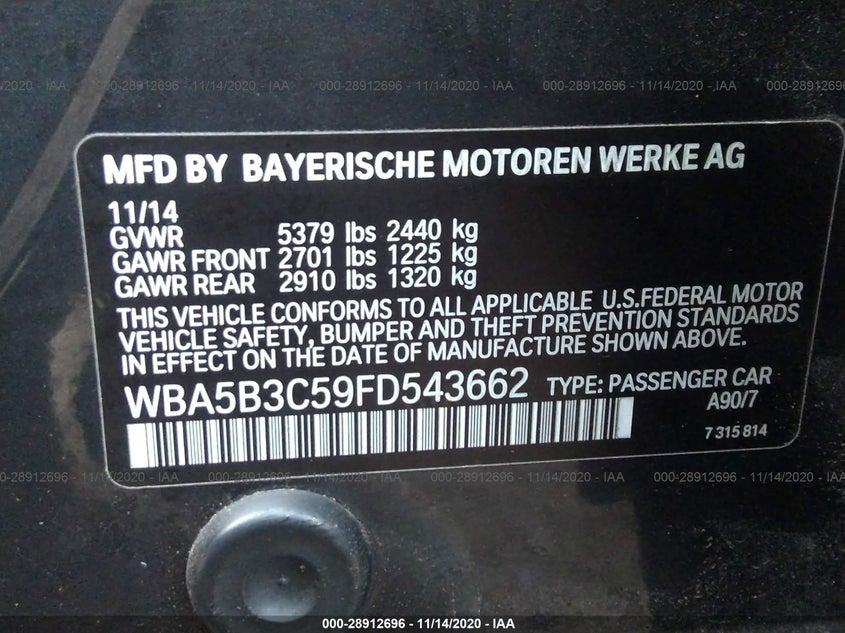 000-28912696 - 11/14/2020 - IAA
MFD BY BAYERISCHE MOTOREN WERKE AG
11/14
GVWR 5379 lbs 2440 kg
GAWR FRONT 2701 lbs 1225 kg
GAWR REAR 2910 lbs 1320 kg
THIS VEHICLE CONFORMS TO ALL APPLICABLE U.S.FEDERAL MOTOR
VEHICLE SAFETY, BUMPER AND THEFT PREVENTION STANDARDS
IN EFFECT ON THE DATE OF MANUFACTURE SHOWN ABOVE.
WBA5B3C59FD543662 TYPE: PASSENGER CAR
A90/7
7 315 814
000-28912696 - 11/14/2020 - IAA
000-28912696 - 11/14/2020 - IAA